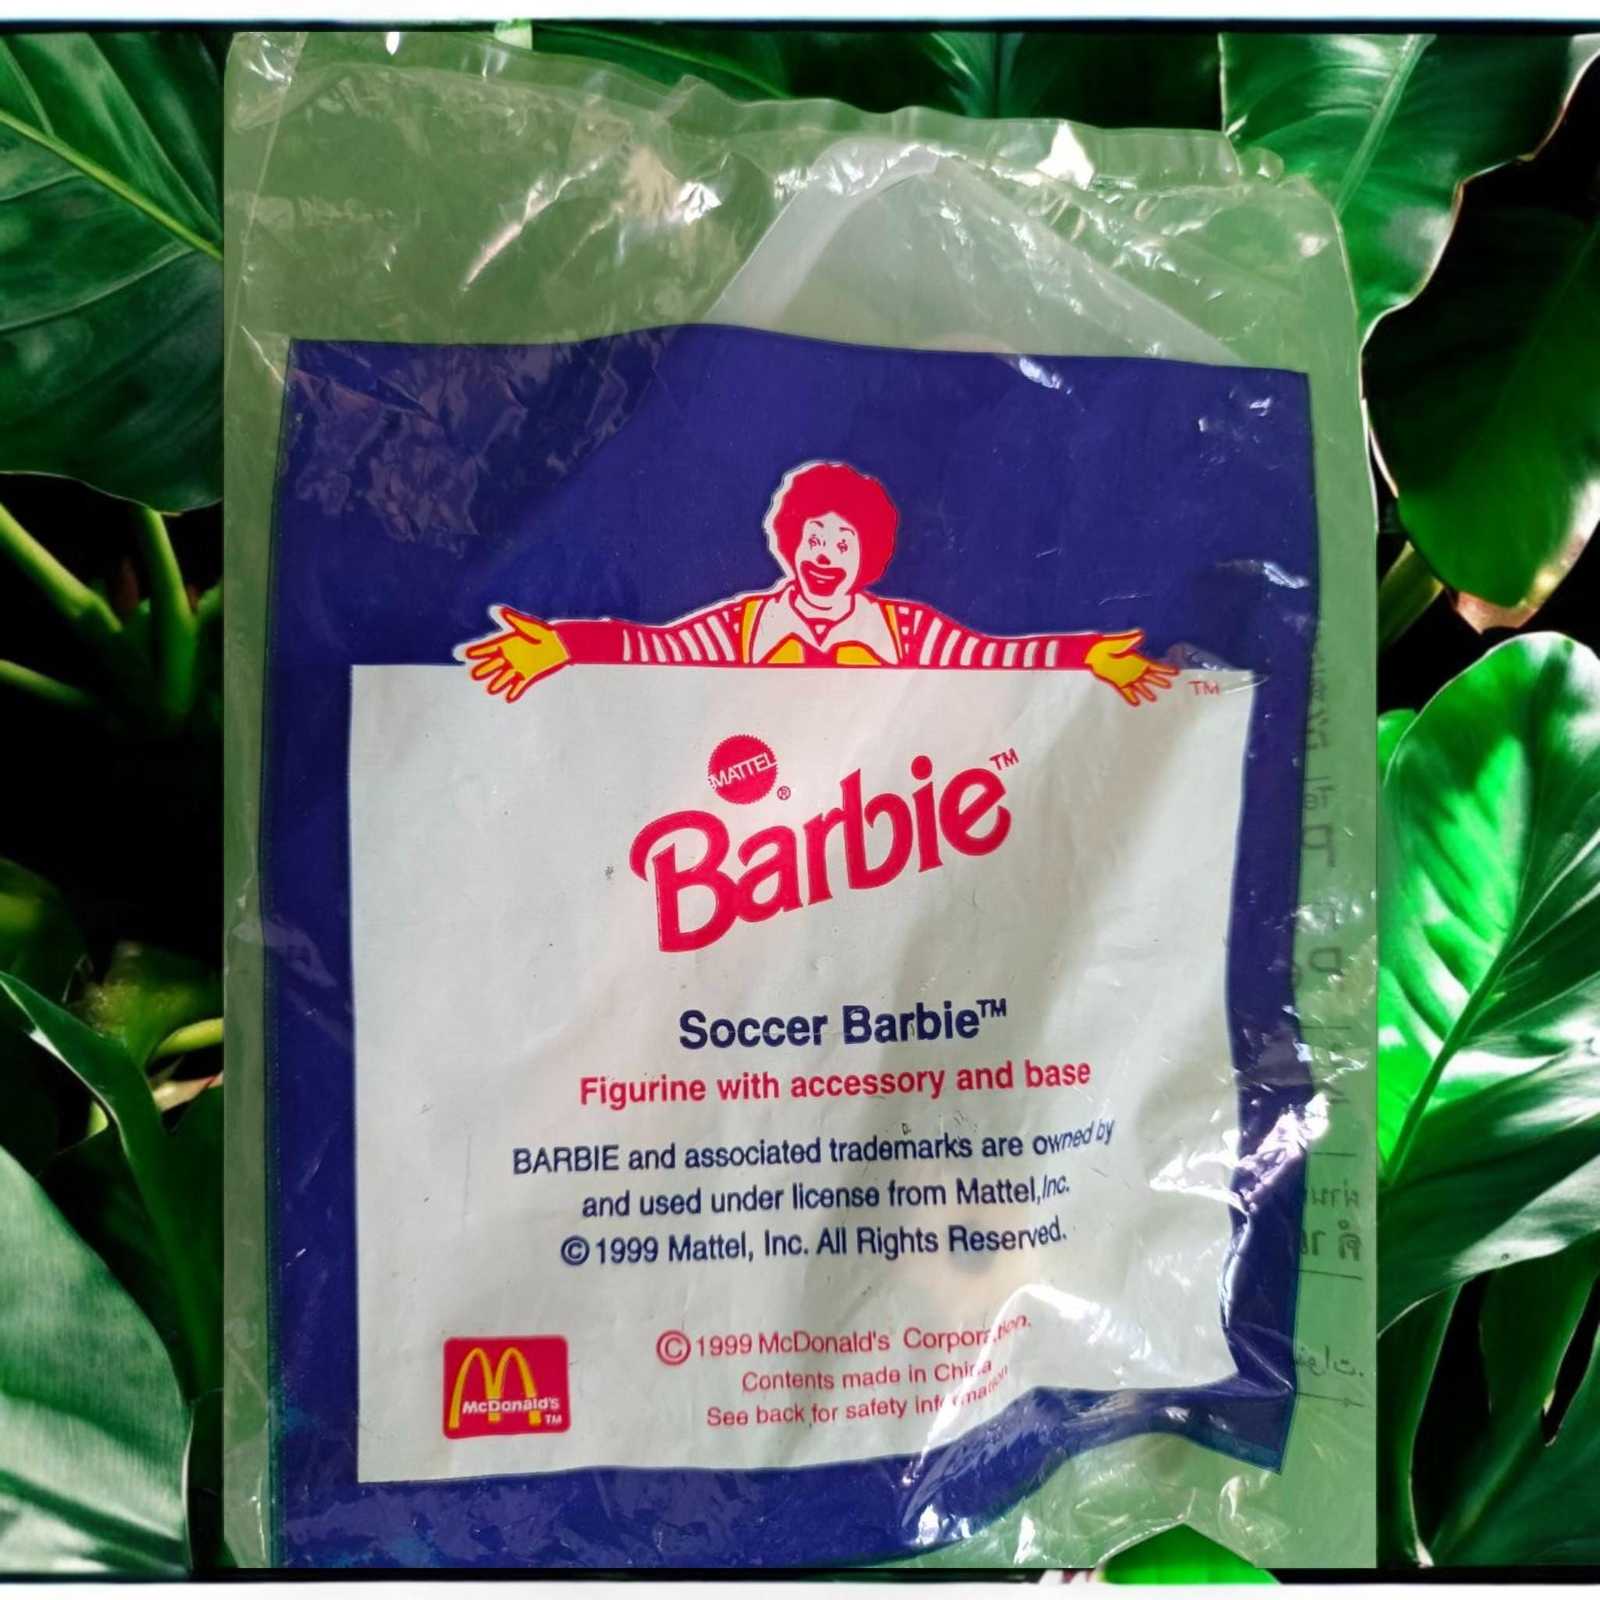 TM
MATTEL
®
Barbie™
Soccer Barbie™
Figurine with accessory and base
BARBIE and associated trademarks are owned by
and used under license from Mattel, Inc.
© 1999 Mattel, Inc. All Rights Reserved.
McDonald's
TM
© 1999 McDonald's Corporation.
Contents made in China
See back for safety information